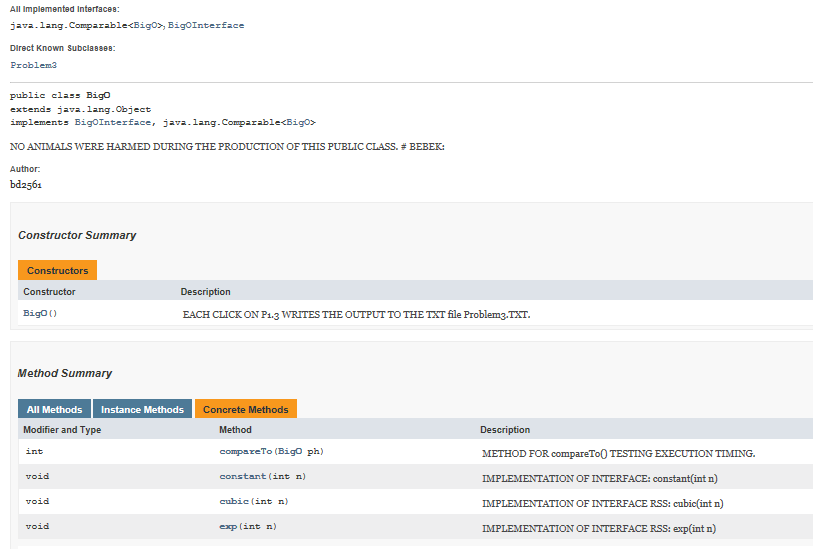 All Implemented Interfaces:
java.lang.Comparable<BigO>, BigOInterface
Direct Known Subclasses:
Problem3
public class BigO
extends java.lang.Object
implements BigOInterface, java.lang.Comparable<BigO>
NO ANIMALS WERE HARMED DURING THE PRODUCTION OF THIS PUBLIC CLASS. # BEBEK:
Author:
bd2561
Constructor Summary
Constructors
Constructor Description
BigO() EACH CLICK ON P1.3 WRITES THE OUTPUT TO THE TXT file Problem3.TXT.
Method Summary
All Methods Instance Methods Concrete Methods
Modifier and Type Method Description
int compareTo(BigO ph) METHOD FOR compareTo() TESTING EXECUTION TIMING.
void constant(int n) IMPLEMENTATION OF INTERFACE: constant(int n)
void cubic(int n) IMPLEMENTATION OF INTERFACE RSS: cubic(int n)
void exp(int n) IMPLEMENTATION OF INTERFACE RSS: exp(int n)